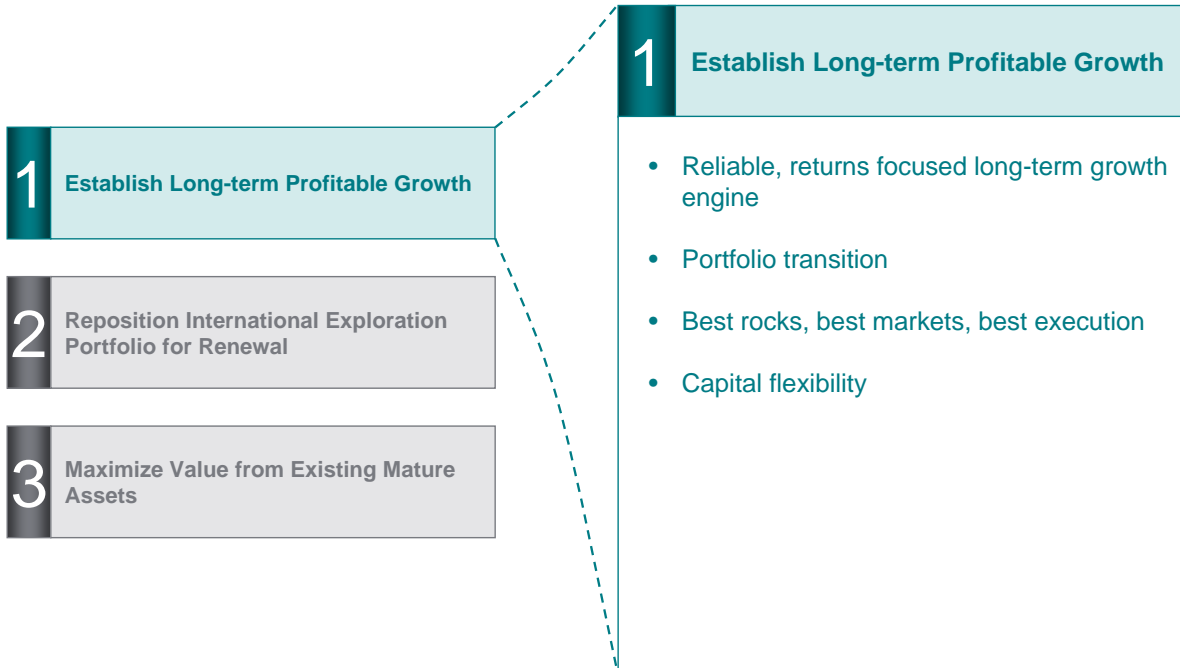 1
Establish Long-term Profitable Growth
2
Reposition International Exploration
Portfolio for Renewal
3
Maximize Value from Existing Mature
Assets
1
Establish Long-term Profitable Growth
• Reliable, returns focused long-term growth
engine
• Portfolio transition
• Best rocks, best markets, best execution
• Capital flexibility